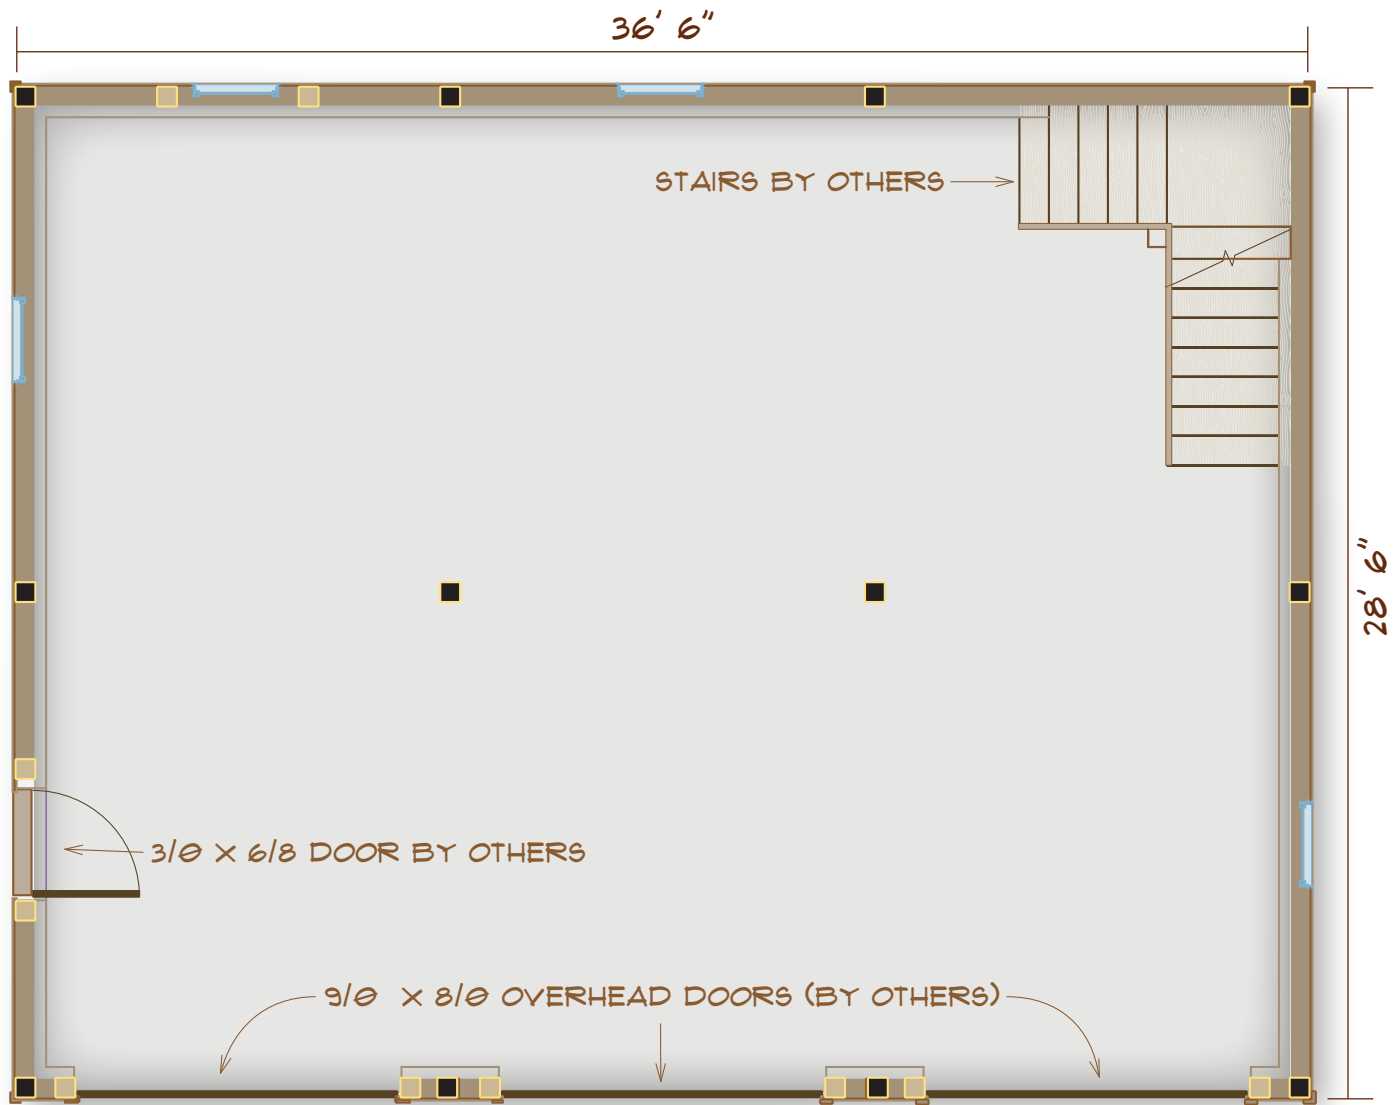 36' 6"
STAIRS BY OTHERS
28' 6"
3/0 X 6/8 DOOR BY OTHERS
9/0 X 8/0 OVERHEAD DOORS (BY OTHERS)